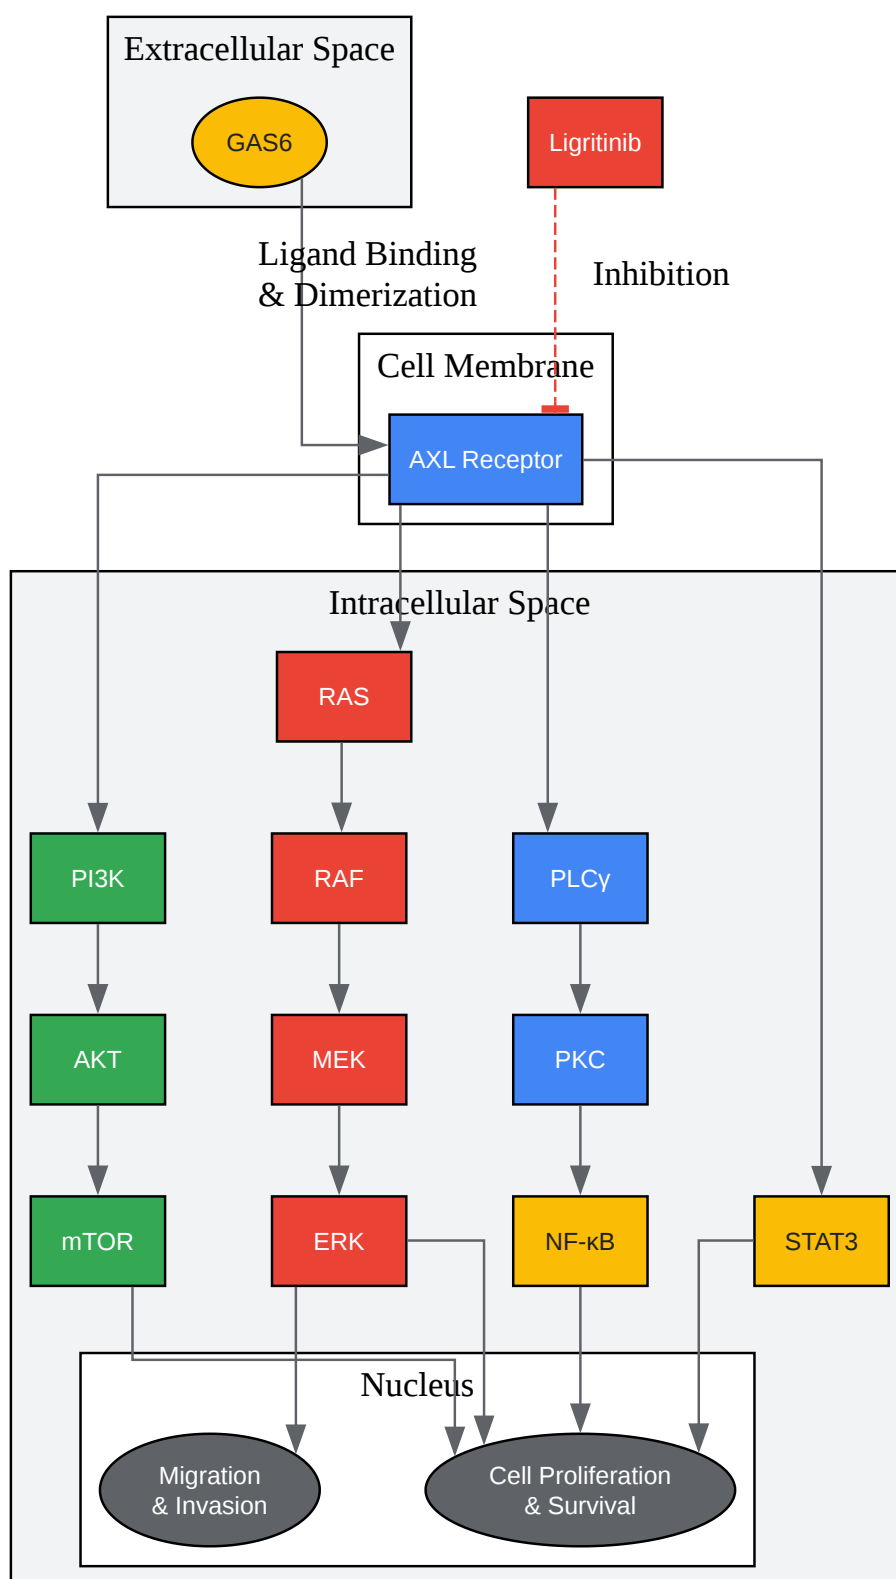 Extracellular Space
GAS6
Ligritinib
Ligand Binding
& Dimerization
Inhibition
Cell Membrane
AXL Receptor
Intracellular Space
RAS
PI3K
RAF
PLCγ
AKT
MEK
PKC
mTOR
ERK
NF-κB
STAT3
Nucleus
Migration
& Invasion
Cell Proliferation
& Survival